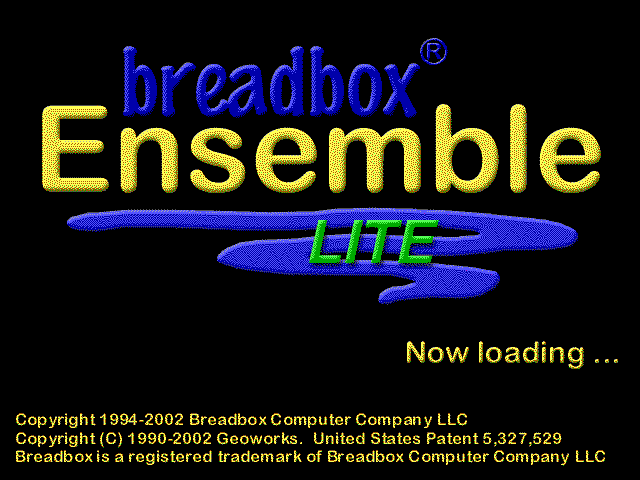 breadbox®
Ensemble
LITE
Now loading ...
Copyright 1994-2002 Breadbox Computer Company LLC
Copyright (C) 1990-2002 Geoworks.  United States Patent 5,327,529
Breadbox is a registered trademark of Breadbox Computer Company LLC